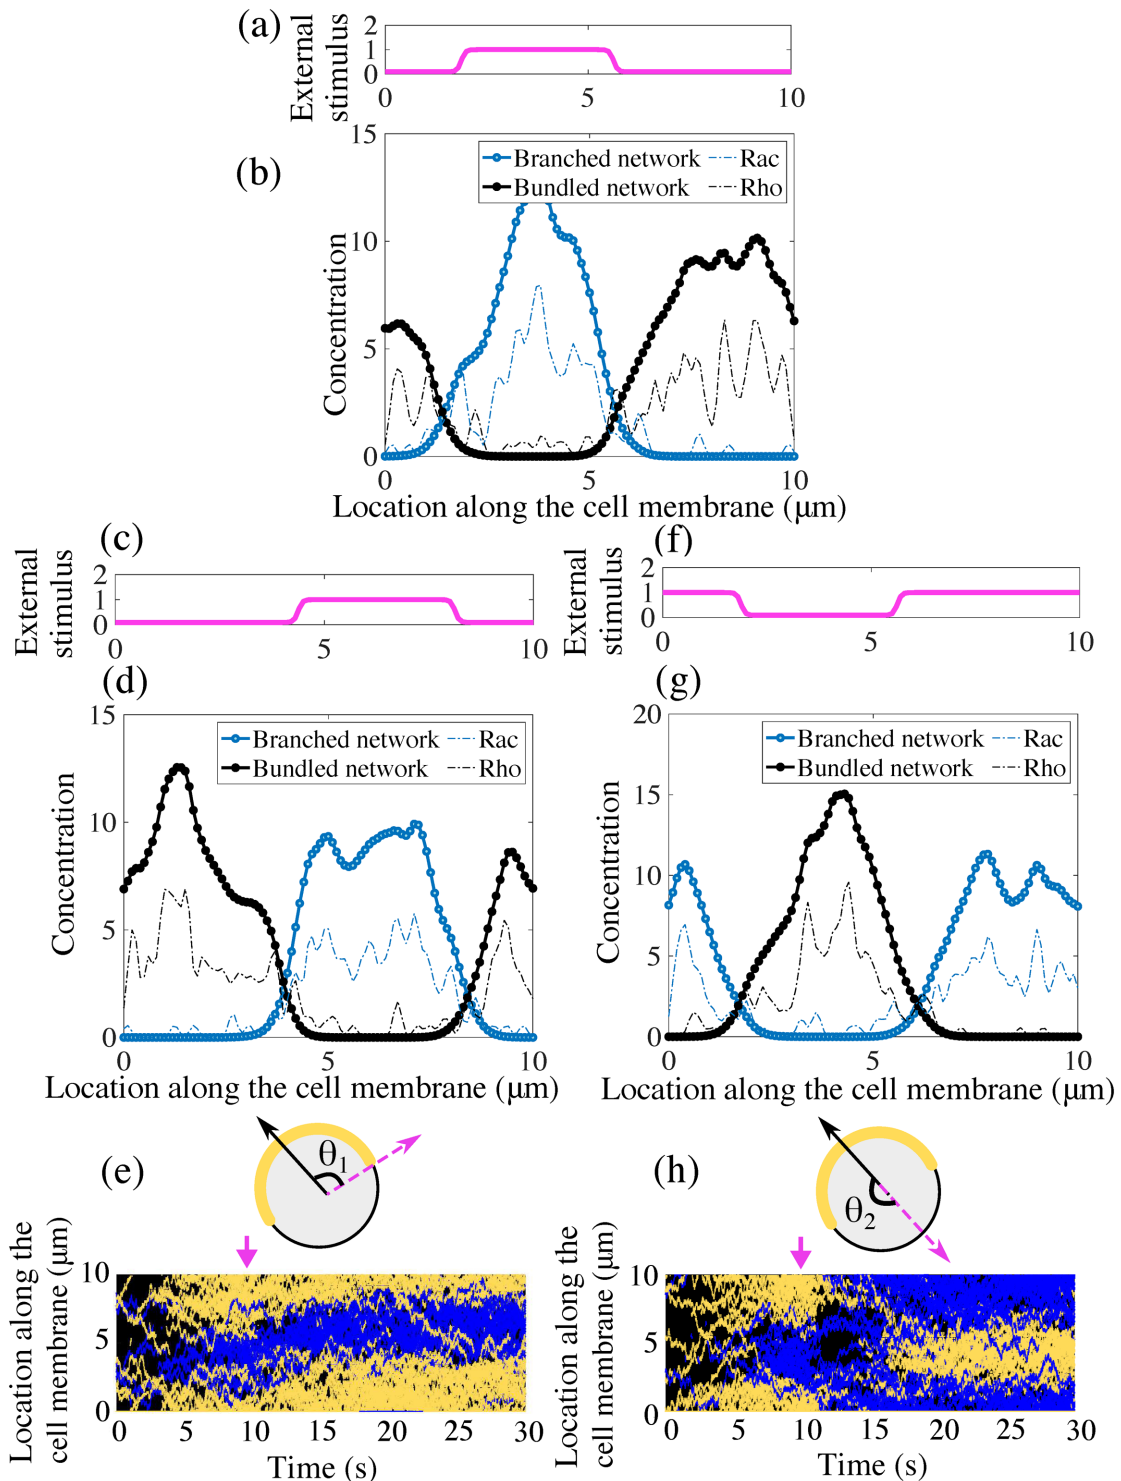 (a)
External
stimulus
2
1
0
0 5 10
(b)
Concentration
15
10
5
0
Branched network Rac
Bundled network Rho
0 5 10
Location along the cell membrane (μm)
(c)
External
stimulus
2
1
0
0 5 10
(f)
External
stimulus
2
1
0
0 5 10
(d)
Concentration
15
10
5
0
Branched network Rac
Bundled network Rho
0 5 10
Location along the cell membrane (μm)
(g)
Concentration
20
15
10
5
0
Branched network Rac
Bundled network Rho
0 5 10
Location along the cell membrane (μm)
(e)
θ1
Location along the
cell membrane (μm)
10
5
0
0 5 10 15 20 25 30
Time (s)
(h)
θ2
Location along the
cell membrane (μm)
10
5
0
0 5 10 15 20 25 30
Time (s)